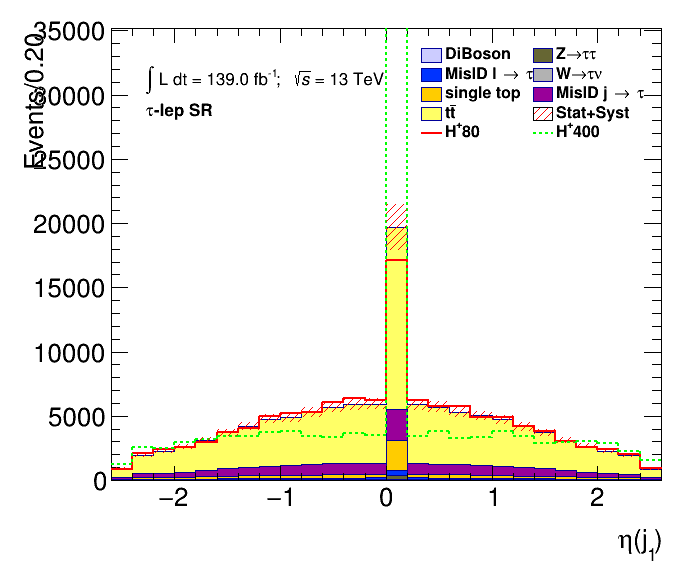 35000
30000
25000
20000
15000
10000
5000
0
Events/0.20
∫ L dt = 139.0 fb⁻¹; √s = 13 TeV
τ-lep SR
DiBoson
MisID l → τ
single top
tt̄
H⁺80
Z→ττ
W→τν
MisID j → τ
Stat+Syst
H⁺400
−2 −1 0 1 2
η(j₁)